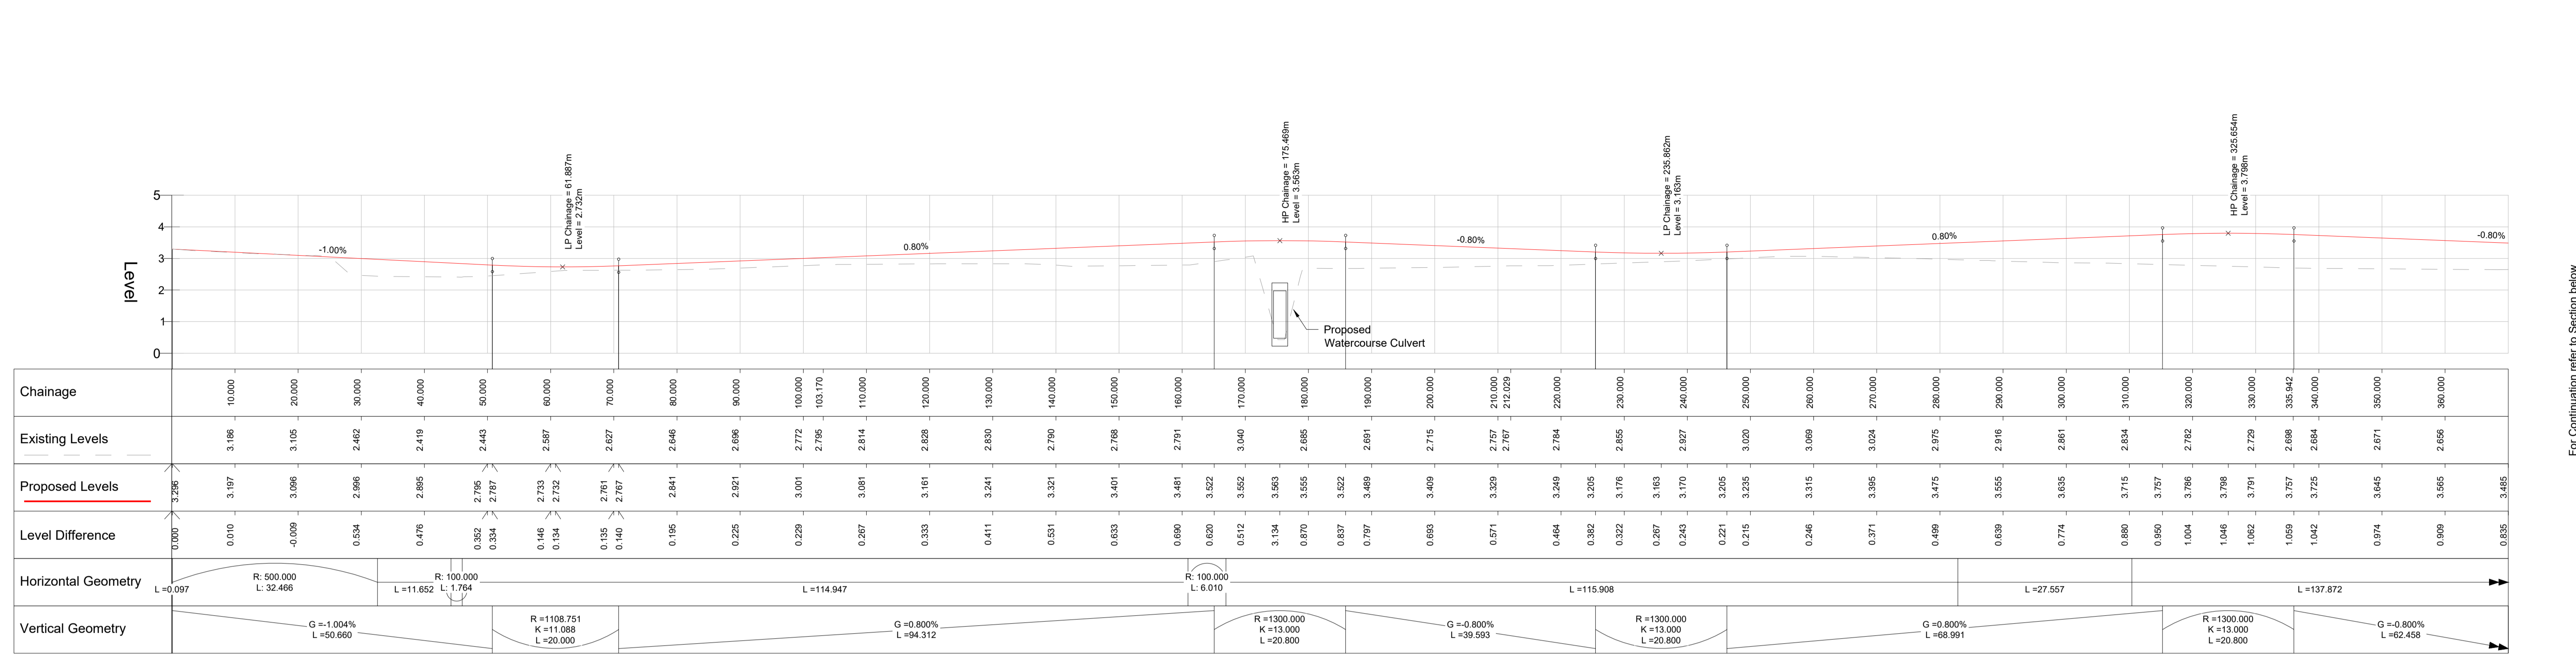 LP Chainage = 61.887m
Level = 2.732m
HP Chainage = 175.469m
Level = 3.563m
LP Chainage = 235.862m
Level = 3.163m
HP Chainage = 325.654m
Level = 3.798m
5
4
3
2
1
0
Level
-1.00%
0.80%
-0.80%
0.80%
-0.80%
Proposed
Watercourse Culvert
For Continuation refer to Section below
Chainage
10.000 20.000 30.000 40.000 50.000 60.000 70.000 80.000 90.000 100.000 103.170 110.000 120.000 130.000 140.000 150.000 160.000 170.000 180.000 190.000 200.000 210.000 212.029 220.000 230.000 240.000 250.000 260.000 270.000 280.000 290.000 300.000 310.000 320.000 330.000 335.942 340.000 350.000 360.000
Existing Levels
3.186 3.105 2.462 2.419 2.443 2.587 2.627 2.646 2.696 2.772 2.795 2.814 2.828 2.830 2.790 2.768 2.791 3.040 2.685 2.691 2.715 2.757 2.767 2.784 2.855 2.927 3.020 3.069 3.024 2.975 2.916 2.861 2.834 2.782 2.729 2.698 2.684 2.671 2.656
Proposed Levels
3.296 3.197 3.096 2.996 2.895 2.795 2.787 2.733 2.732 2.761 2.767 2.841 2.921 3.001 3.081 3.161 3.241 3.321 3.401 3.481 3.522 3.552 3.563 3.555 3.522 3.489 3.409 3.329 3.249 3.205 3.176 3.163 3.170 3.205 3.235 3.315 3.395 3.475 3.555 3.635 3.715 3.757 3.786 3.798 3.791 3.757 3.725 3.645 3.565 3.485
Level Difference
0.000 0.010 -0.009 0.534 0.476 0.352 0.334 0.146 0.134 0.135 0.140 0.195 0.225 0.229 0.267 0.333 0.411 0.531 0.633 0.690 0.620 0.512 3.134 0.870 0.837 0.797 0.693 0.571 0.464 0.382 0.322 0.267 0.243 0.221 0.215 0.246 0.371 0.499 0.639 0.774 0.880 0.950 1.004 1.046 1.062 1.059 1.042 0.974 0.909 0.835
Horizontal Geometry
L =0.097
R: 500.000
L: 32.466
L =11.652
R: 100.000
L: 1.764
L =114.947
R: 100.000
L: 6.010
L =115.908
L =27.557
L =137.872
Vertical Geometry
G =-1.004%
L =50.660
R =1108.751
K =11.088
L =20.000
G =0.800%
L =94.312
R =1300.000
K =13.000
L =20.800
G =-0.800%
L =39.593
R =1300.000
K =13.000
L =20.800
G =0.800%
L =68.991
R =1300.000
K =13.000
L =20.800
G =-0.800%
L =62.458